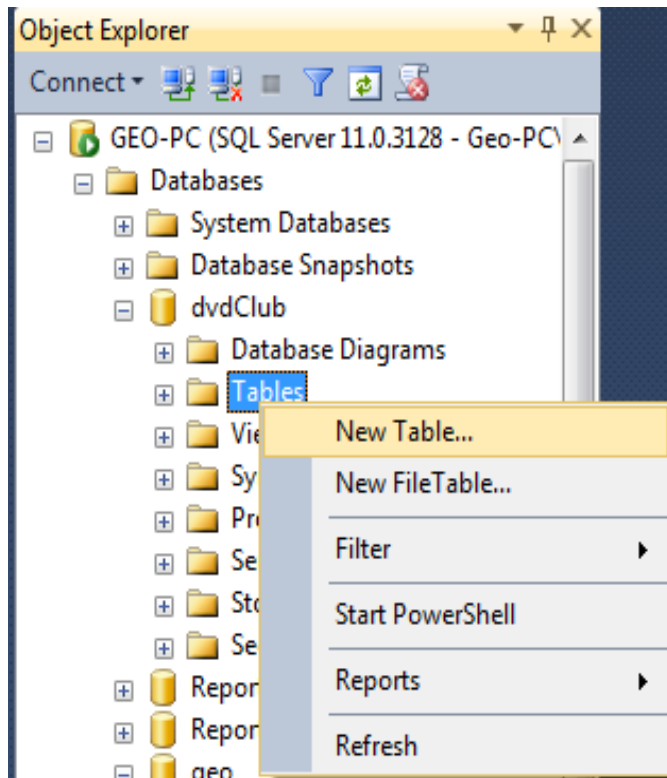 Object Explorer
Connect
GEO-PC (SQL Server 11.0.3128 - Geo-PC\
Databases
System Databases
Database Snapshots
dvdClub
Database Diagrams
Tables
New Table...
New FileTable...
Filter
Start PowerShell
Reports
Refresh
geo